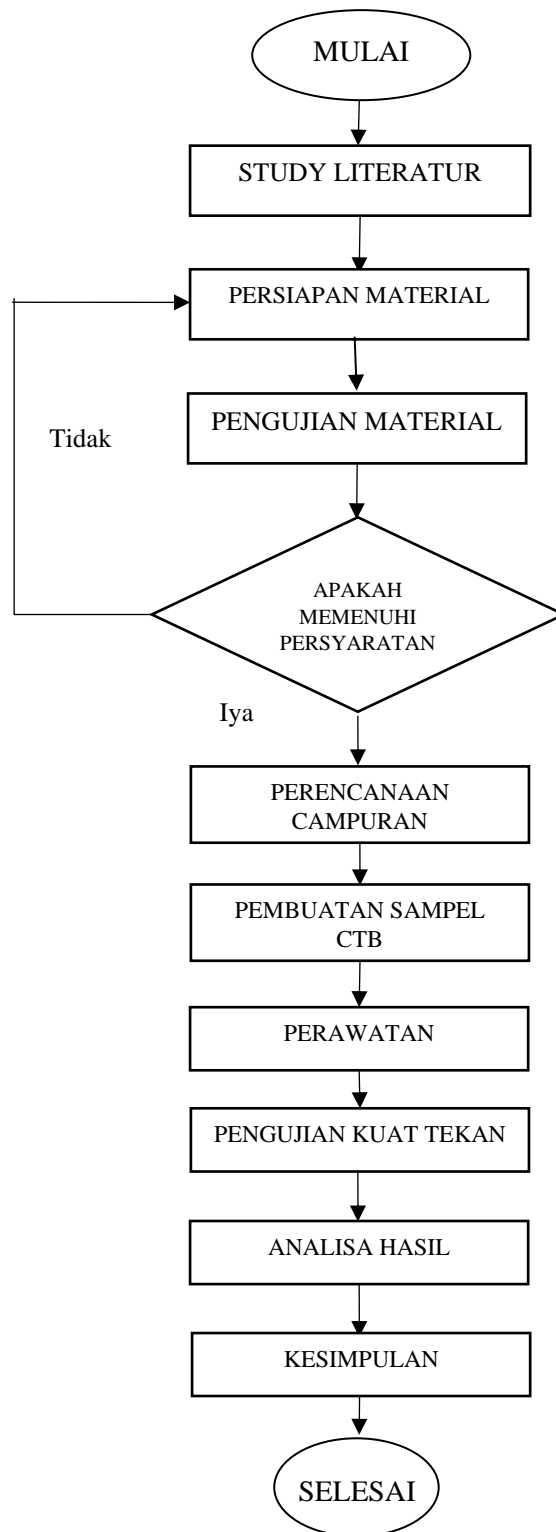 MULAI
STUDY LITERATUR
PERSIAPAN MATERIAL
PENGUJIAN MATERIAL
Tidak
APAKAH
MEMENUHI
PERSYARATAN
Iya
PERENCANAAN
CAMPURAN
PEMBUATAN SAMPEL
CTB
PERAWATAN
PENGUJIAN KUAT TEKAN
ANALISA HASIL
KESIMPULAN
SELESAI